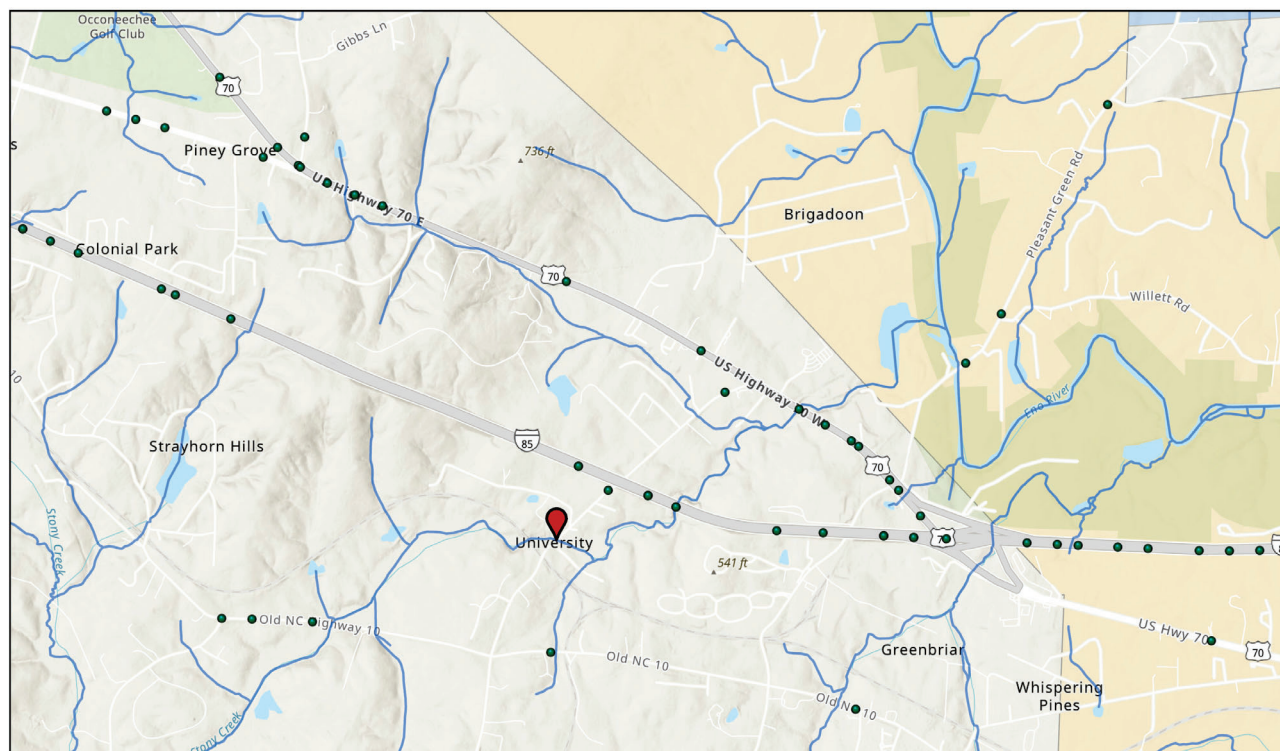 Occoneechee
Golf Club
Gibbs Ln
70
Piney Grove
736 ft
s
US Highway 70 E
Pleasant Green Rd
Brigadoon
Colonial Park
70
Willett Rd
US Highway 70 W
10
Eno River
Strayhorn Hills
85
70
Stony Creek
University
70
541 ft
Old NC Highway 10
US Hwy 70
Greenbriar
70
Old NC 10
Whispering
Pines
Old NC 10
Stony Creek